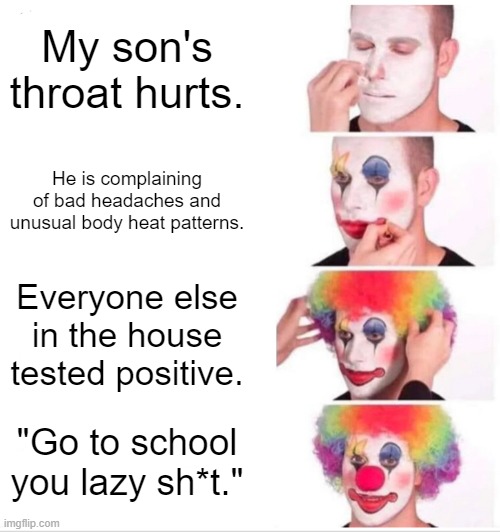 My son's
throat hurts.
He is complaining
of bad headaches and
unusual body heat patterns.
Everyone else
in the house
tested positive.
"Go to school
you lazy sh*t."
imgflip.com